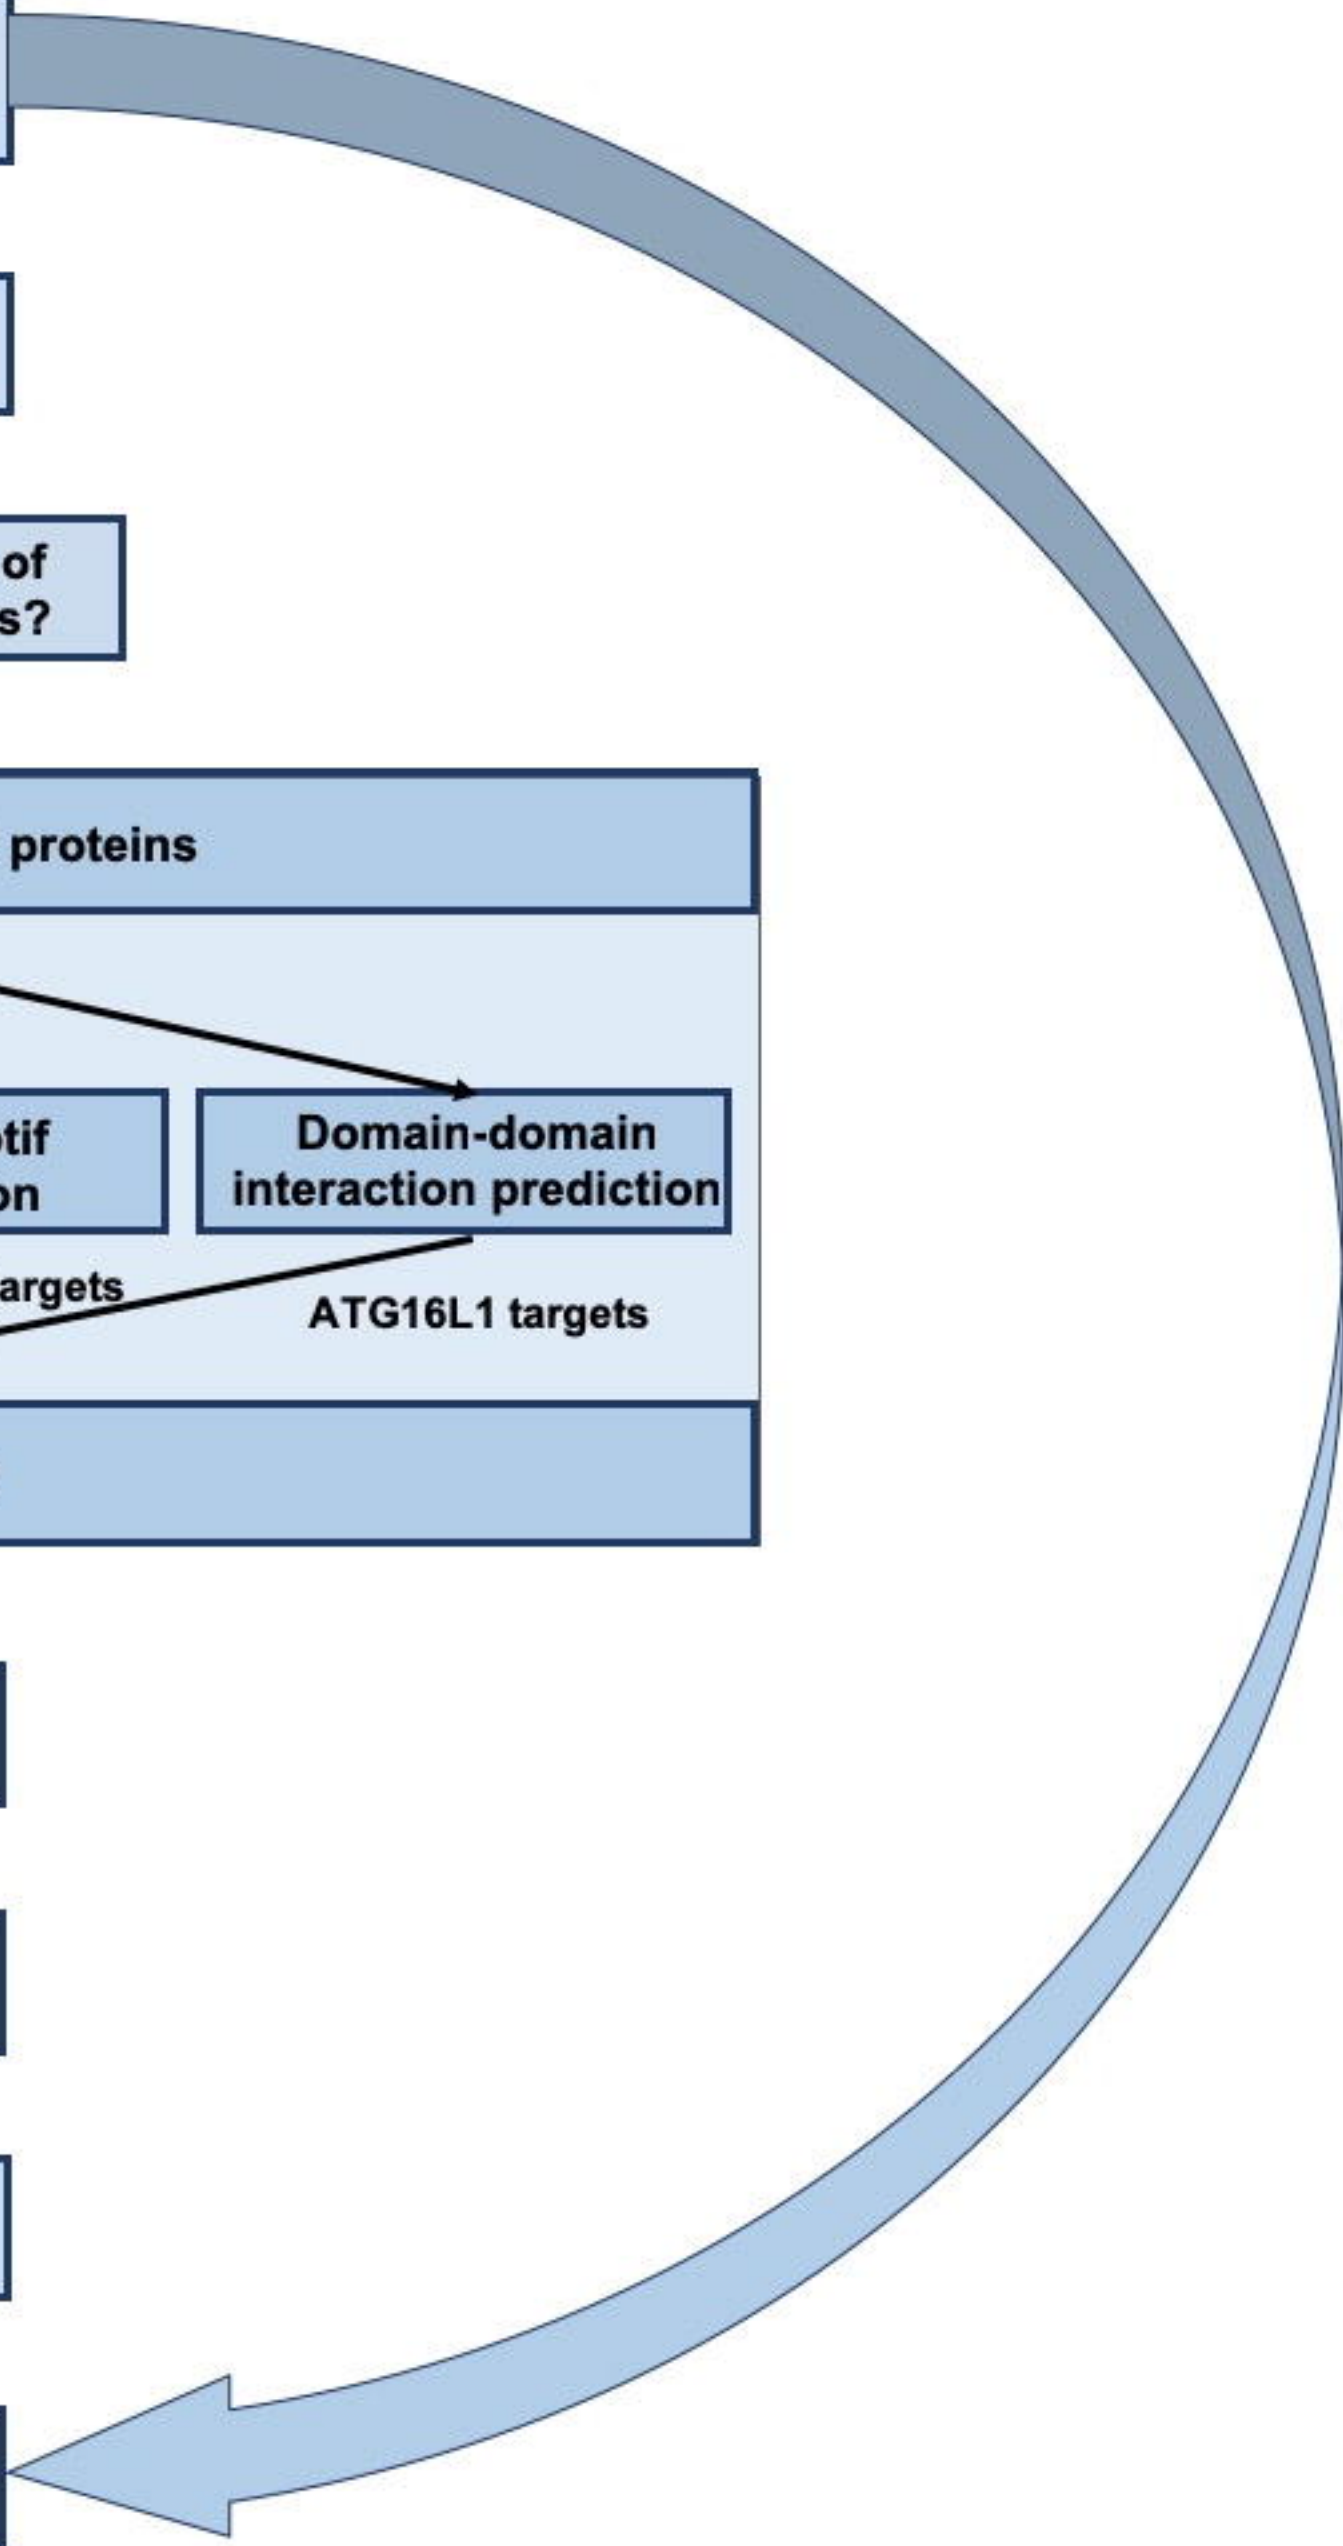 of
s?
proteins
tif
on
Domain-domain
interaction prediction
argets
ATG16L1 targets